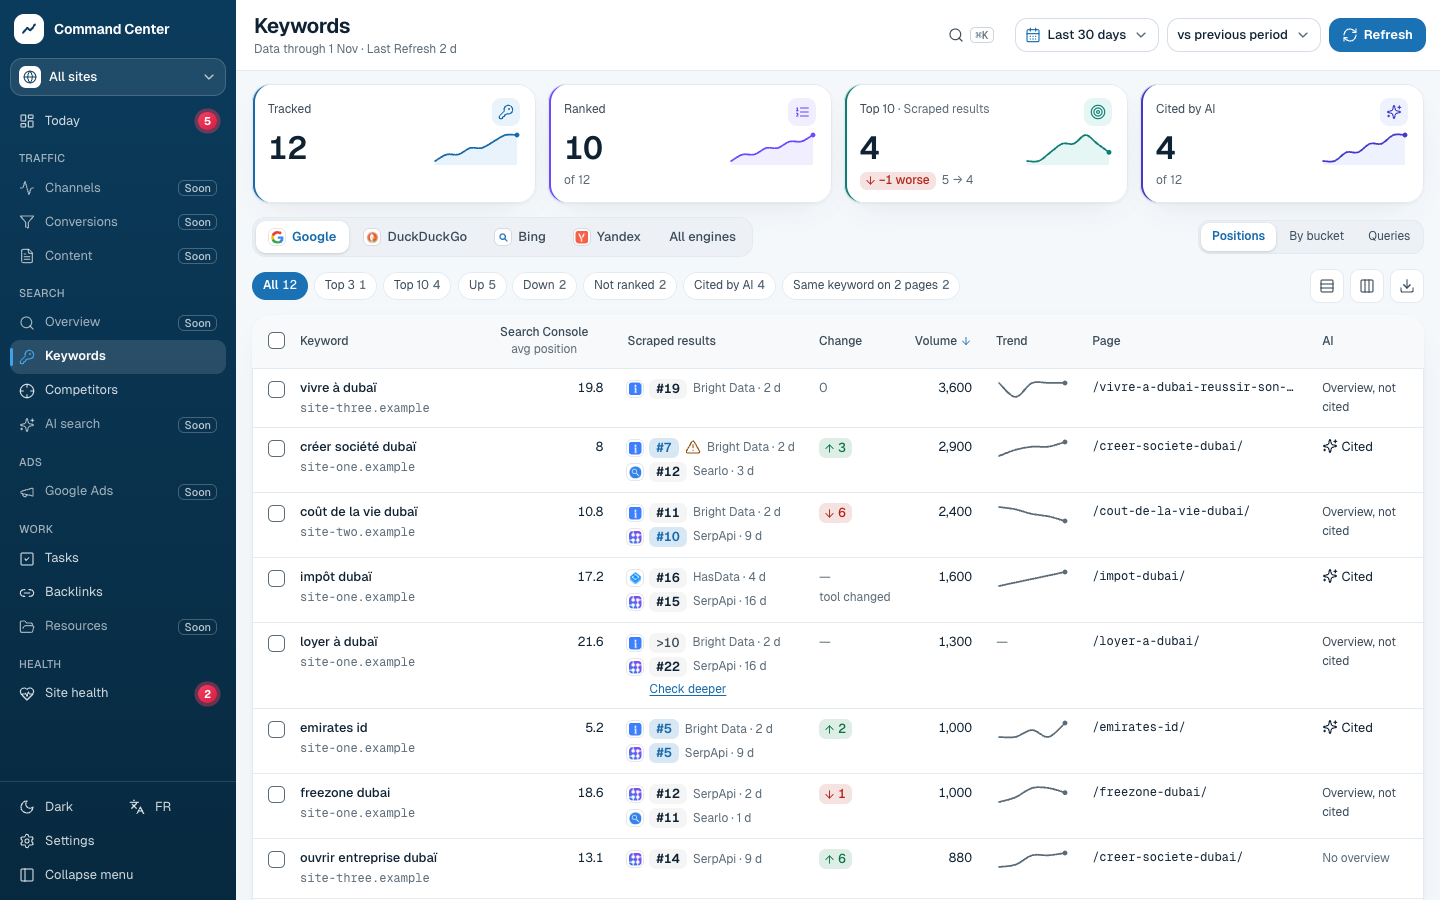 Command Center
All sites
Today 5
TRAFFIC
Channels Soon
Conversions Soon
Content Soon
SEARCH
Overview Soon
Keywords
Competitors
AI search Soon
ADS
Google Ads Soon
WORK
Tasks
Backlinks
Resources Soon
HEALTH
Site health 2
Dark FR
Settings
Collapse menu
Keywords
Data through 1 Nov · Last Refresh 2 d
⌘K
Last 30 days
vs previous period
Refresh
Tracked
12
Ranked
10
of 12
Top 10 · Scraped results
4
↓ −1 worse 5 → 4
Cited by AI
4
of 12
Google DuckDuckGo Bing Yandex All engines
Positions By bucket Queries
All 12 Top 3 1 Top 10 4 Up 5 Down 2 Not ranked 2 Cited by AI 4 Same keyword on 2 pages 2
Keyword Search Console avg position Scraped results Change Volume ↓ Trend Page AI
vivre à dubaï 19.8 #19 Bright Data · 2 d 0 3,600 /vivre-a-dubai-reussir-son-… Overview, not cited
site-three.example
créer société dubaï 8 #7 Bright Data · 2 d ↑ 3 2,900 /creer-societe-dubai/ Cited
site-one.example #12 Searlo · 3 d
coût de la vie dubaï 10.8 #11 Bright Data · 2 d ↓ 6 2,400 /cout-de-la-vie-dubai/ Overview, not cited
site-two.example #10 SerpApi · 9 d
impôt dubaï 17.2 #16 HasData · 4 d — 1,600 /impot-dubai/ Cited
site-one.example #15 SerpApi · 16 d tool changed
loyer à dubaï 21.6 >10 Bright Data · 2 d — 1,300 — /loyer-a-dubai/ Overview, not cited
site-one.example #22 SerpApi · 16 d
Check deeper
emirates id 5.2 #5 Bright Data · 2 d ↑ 2 1,000 /emirates-id/ Cited
site-one.example #5 SerpApi · 9 d
freezone dubai 18.6 #12 SerpApi · 2 d ↓ 1 1,000 /freezone-dubai/ Overview, not cited
site-one.example #11 Searlo · 1 d
ouvrir entreprise dubaï 13.1 #14 SerpApi · 9 d ↑ 6 880 /creer-societe-dubai/ No overview
site-three.example